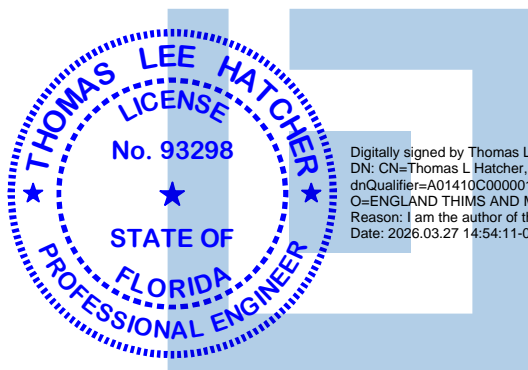 THOMAS LEE HATCHER
LICENSE
No. 93298
STATE OF
FLORIDA
PROFESSIONAL ENGINEER
Digitally signed by Thomas L
DN: CN=Thomas L Hatcher,
dnQualifier=A01410C000001
O=ENGLAND THIMS AND M
Reason: I am the author of th
Date: 2026.03.27 14:54:11-0